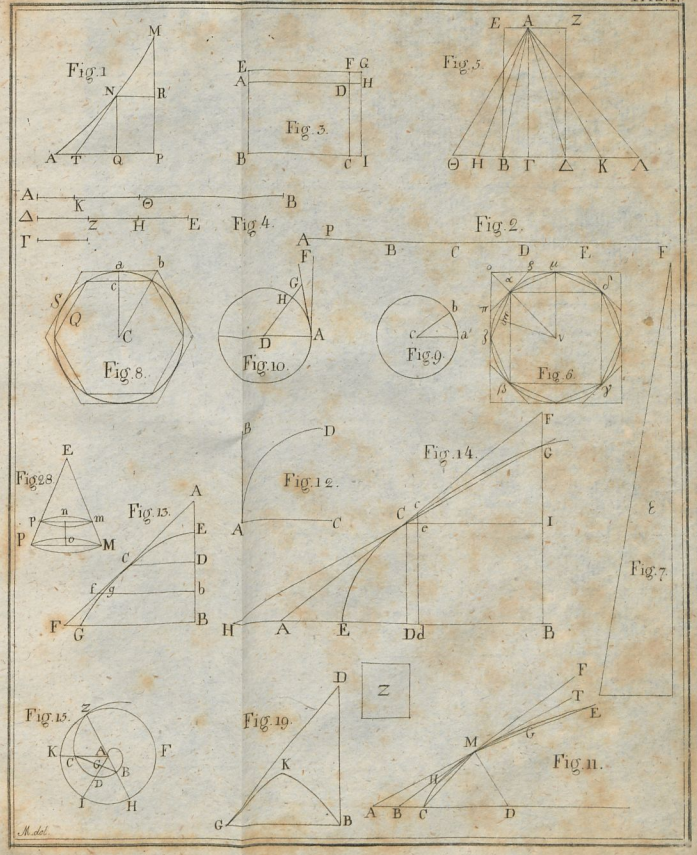 M
Fig.1
N
R
A
T
Q
P
E
F
G
A
D
H
Fig.3.
B
C
I
E
A
Z
Fig.5.
Θ
H
B
Γ
Δ
K
Λ
A
K
Θ
B
Δ
Z
H
E
Fig.4.
Γ
Fig.2.
A
P
B
C
D
E
F
a
b
c
S
Q
C
Fig.8.
F
G
H
D
A
Fig.10.
b
c
a
Fig.9.
ξ
μ
α
δ
π
ζ
ν
Fig.6.
β
γ
F
ε
Fig.7.
E
Fig.28.
n
p
m
P
o
M
Fig.13.
A
E
C
D
f
g
b
F
G
B
B
D
Fig.12.
A
C
Fig.14.
F
G
C
c
e
I
H
A
E
D
d
B
Fig.15.
Z
K
C
A
G
B
D
F
I
H
D
Fig.19.
K
G
B
Z
F
T
E
M
G
Fig.11.
H
A
B
C
D
M. del.